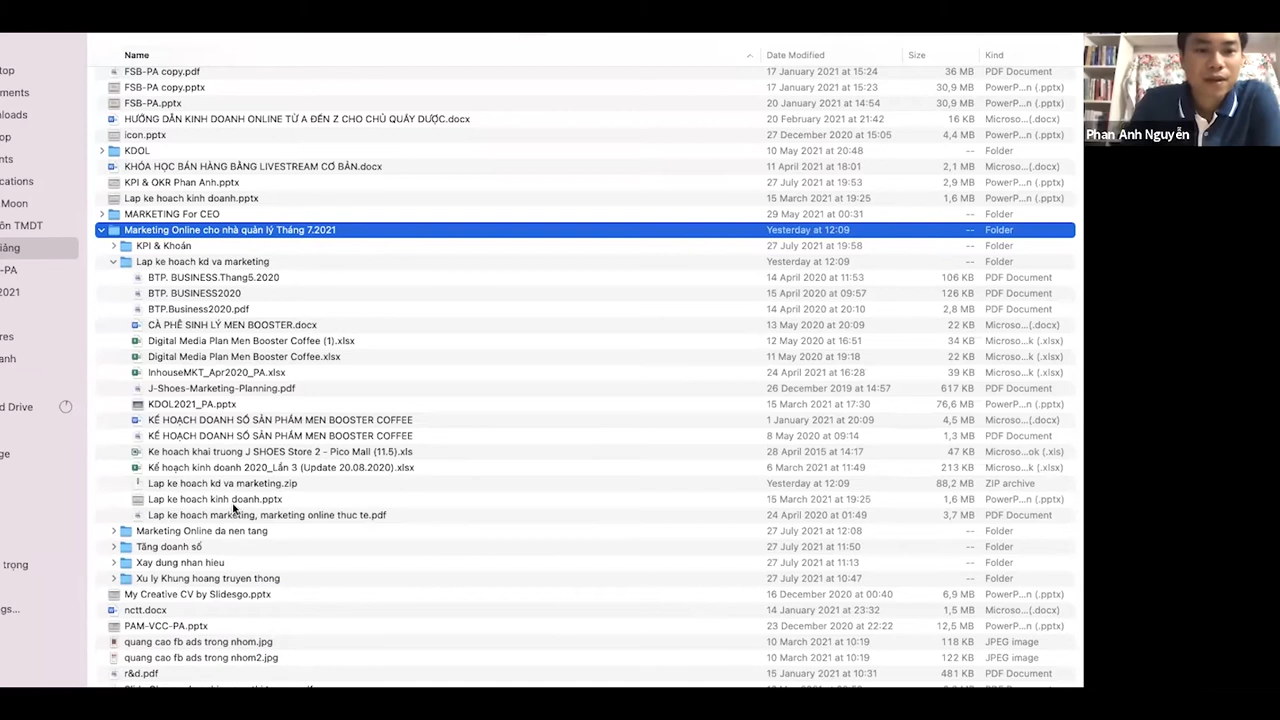 Name Date Modified Size Kind
FSB-PA copy.pdf 17 January 2021 at 15:24 36 MB PDF Document
FSB-PA copy.pptx 17 January 2021 at 15:23 30,9 MB PowerP...n (.pptx)
FSB-PA.pptx 20 January 2021 at 14:54 30,9 MB PowerP...n (.pptx)
HƯỚNG DẪN KINH DOANH ONLINE TỪ A ĐẾN Z CHO CHỦ QUẦY DƯỢC.docx 20 February 2021 at 21:42 16 KB Microso...(.docx)
icon.pptx 27 December 2020 at 15:05 4,4 MB PowerP...n (.pptx)
KDOL 10 May 2021 at 20:48 -- Folder
KHÓA HỌC BÁN HÀNG BẰNG LIVESTREAM CƠ BẢN.docx 11 April 2021 at 18:01 2,1 MB Microso...(.docx)
KPI & OKR Phan Anh.pptx 27 July 2021 at 19:53 2,9 MB PowerP...n (.pptx)
Lap ke hoach kinh doanh.pptx 15 March 2021 at 19:25 1,6 MB PowerP...n (.pptx)
MARKETING For CEO 29 May 2021 at 00:31 -- Folder
Marketing Online cho nhà quản lý Tháng 7.2021 Yesterday at 12:09 -- Folder
KPI & Khoán 27 July 2021 at 19:58 -- Folder
Lap ke hoach kd va marketing Yesterday at 12:09 -- Folder
BTP. BUSINESS.Thang5.2020 14 April 2020 at 11:53 106 KB PDF Document
BTP. BUSINESS2020 15 April 2020 at 09:57 126 KB PDF Document
BTP.Business2020.pdf 14 April 2020 at 20:10 2,8 MB PDF Document
CÀ PHÊ SINH LÝ MEN BOOSTER.docx 13 May 2020 at 20:09 22 KB Microso...(.docx)
Digital Media Plan Men Booster Coffee (1).xlsx 12 May 2020 at 16:51 34 KB Microso...k (.xlsx)
Digital Media Plan Men Booster Coffee.xlsx 11 May 2020 at 19:18 22 KB Microso...k (.xlsx)
InhouseMKT_Apr2020_PA.xlsx 24 April 2021 at 16:28 39 KB Microso...k (.xlsx)
J-Shoes-Marketing-Planning.pdf 26 December 2019 at 14:57 617 KB PDF Document
KDOL2021_PA.pptx 15 March 2021 at 17:30 76,6 MB PowerP...n (.pptx)
KẾ HOẠCH DOANH SỐ SẢN PHẨM MEN BOOSTER COFFEE 1 January 2021 at 20:09 4,5 MB Microso...(.docx)
KẾ HOẠCH DOANH SỐ SẢN PHẨM MEN BOOSTER COFFEE 8 May 2020 at 09:14 1,3 MB PDF Document
Ke hoach khai truong J SHOES Store 2 - Pico Mall (11.5).xls 28 April 2015 at 14:17 47 KB Microso...ok (.xls)
Kế hoạch kinh doanh 2020_Lần 3 (Update 20.08.2020).xlsx 6 March 2021 at 11:49 213 KB Microso...k (.xlsx)
Lap ke hoach kd va marketing.zip Yesterday at 12:09 88,2 MB ZIP archive
Lap ke hoach kinh doanh.pptx 15 March 2021 at 19:25 1,6 MB PowerP...n (.pptx)
Lap ke hoach marketing, marketing online thuc te.pdf 24 April 2020 at 01:49 3,7 MB PDF Document
Marketing Online da nen tang 27 July 2021 at 12:08 -- Folder
Tăng doanh số 27 July 2021 at 11:50 -- Folder
Xay dung nhan hieu 27 July 2021 at 11:13 -- Folder
Xu ly Khung hoang truyen thong 27 July 2021 at 10:47 -- Folder
My Creative CV by Slidesgo.pptx 16 December 2020 at 00:40 6,9 MB PowerP...n (.pptx)
nctt.docx 14 January 2021 at 23:32 1,5 MB Microso...(.docx)
PAM-VCC-PA.pptx 23 December 2020 at 22:22 12,5 MB PowerP...n (.pptx)
quang cao fb ads trong nhom.jpg 10 March 2021 at 10:19 118 KB JPEG image
quang cao fb ads trong nhom2.jpg 10 March 2021 at 10:19 122 KB JPEG image
r&d.pdf 15 January 2021 at 10:31 481 KB PDF Document
top
ments
nloads
op
nts
cations
Moon
ôn TMDT
iảng
-PA
2021
res
anh
d Drive
ge
trọng
ngs...
Phan Anh Nguyễn